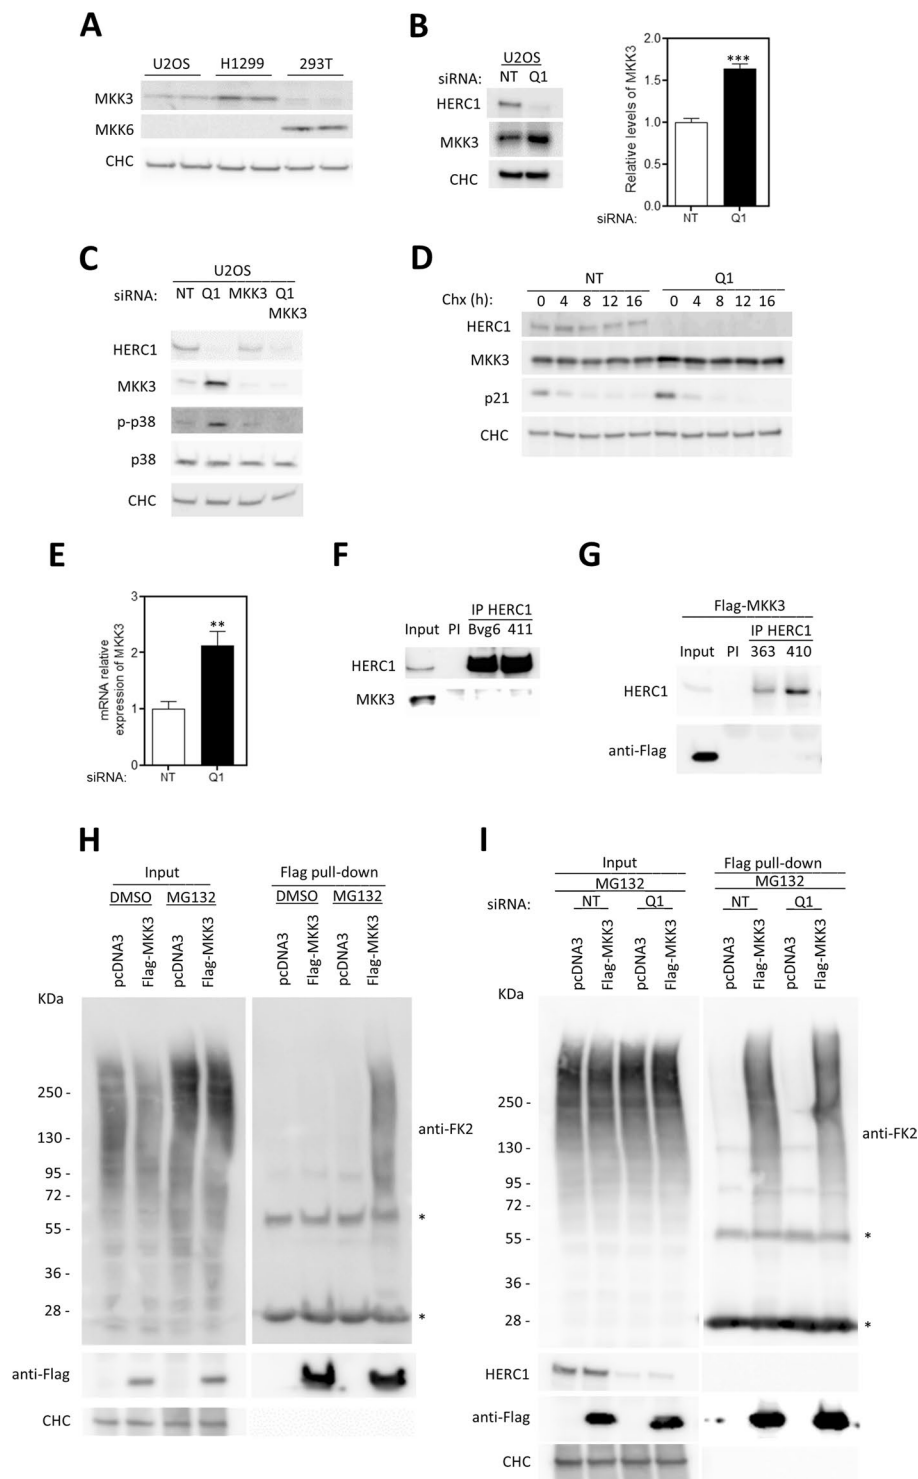 A
U2OS H1299 293T
MKK3
MKK6
CHC
B
U2OS
siRNA: NT Q1
HERC1
MKK3
CHC
Relative levels of MKK3
2.0
***
1.5
1.0
0.5
0.0
siRNA: NT Q1
C
U2OS
siRNA: NT Q1 MKK3 Q1
MKK3
HERC1
MKK3
p-p38
p38
CHC
D
NT Q1
Chx (h): 0 4 8 12 16 0 4 8 12 16
HERC1
MKK3
p21
CHC
E
mRNA relative
expression of MKK3
3
**
2
1
0
siRNA: NT Q1
F
IP HERC1
Input PI Bvg6 411
HERC1
MKK3
G
Flag-MKK3
IP HERC1
Input PI 363 410
HERC1
anti-Flag
H
Input Flag pull-down
DMSO MG132 DMSO MG132
pcDNA3 Flag-MKK3 pcDNA3 Flag-MKK3 pcDNA3 Flag-MKK3 pcDNA3 Flag-MKK3
KDa
250 -
anti-FK2
130 -
95 -
72 -
*
55 -
36 -
28 -
*
anti-Flag
CHC
I
Input Flag pull-down
MG132 MG132
siRNA: NT Q1 NT Q1
pcDNA3 Flag-MKK3 pcDNA3 Flag-MKK3 pcDNA3 Flag-MKK3 pcDNA3 Flag-MKK3
KDa
250 -
anti-FK2
130 -
95 -
72 -
55 -
*
36 -
28 -
*
HERC1
anti-Flag
CHC